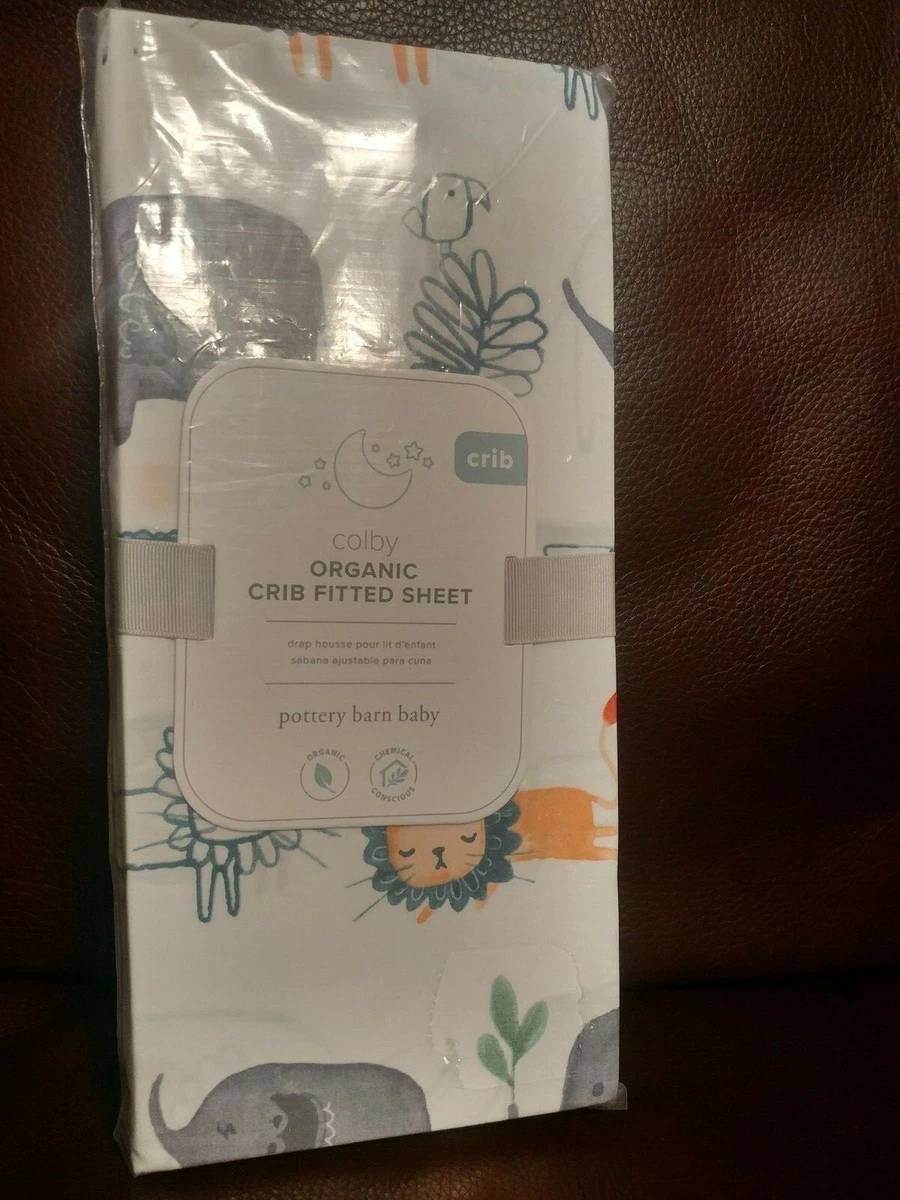 crib
colby
ORGANIC
CRIB FITTED SHEET
drap housse pour lit d'enfant
sábana ajustable para cuna
pottery barn baby
ORGANIC
CHEMICAL
CONSCIOUS